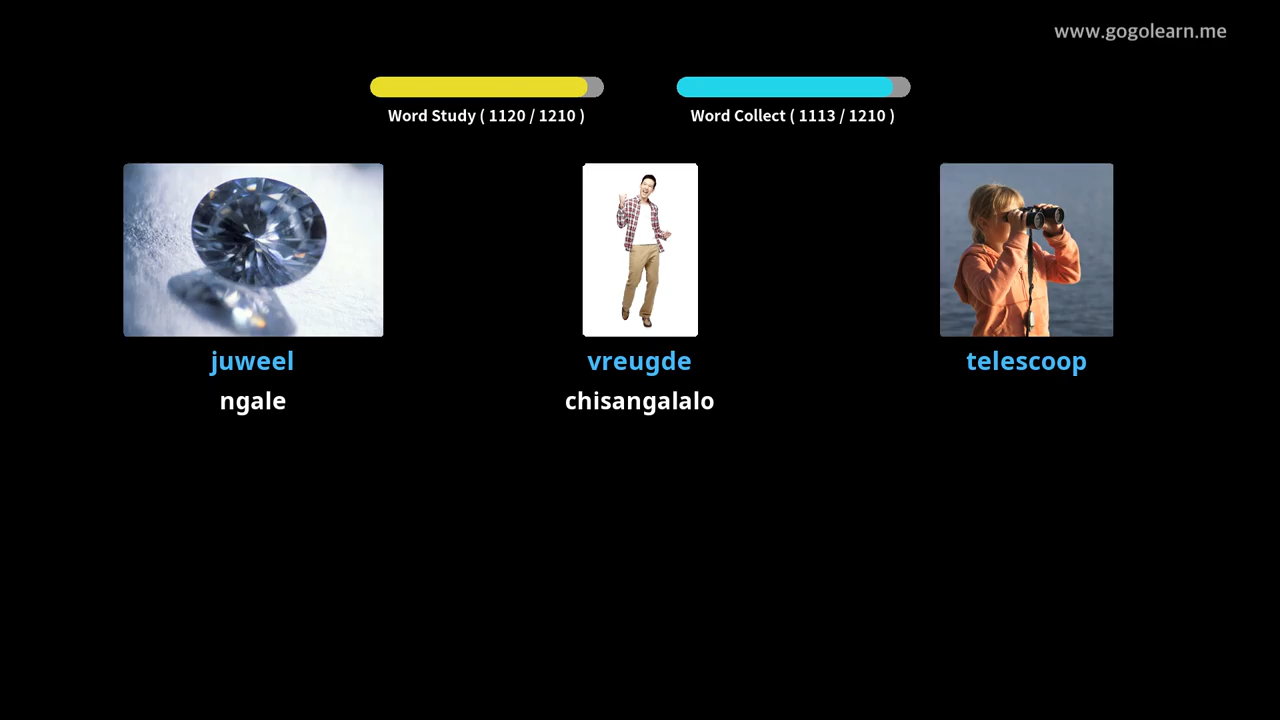 www.gogolearn.me
Word Study ( 1120 / 1210 )
Word Collect ( 1113 / 1210 )
juweel
vreugde
telescoop
ngale
chisangalalo